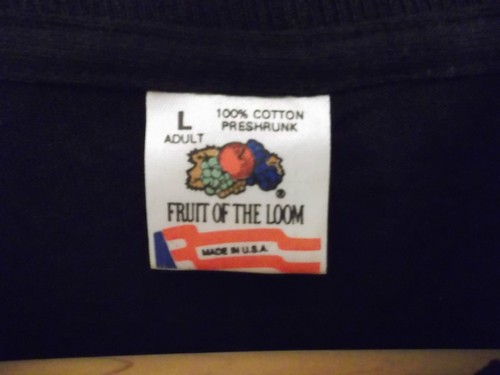 L
ADULT
100% COTTON
PRESHRUNK
®
FRUIT OF THE LOOM
MADE IN U.S.A.